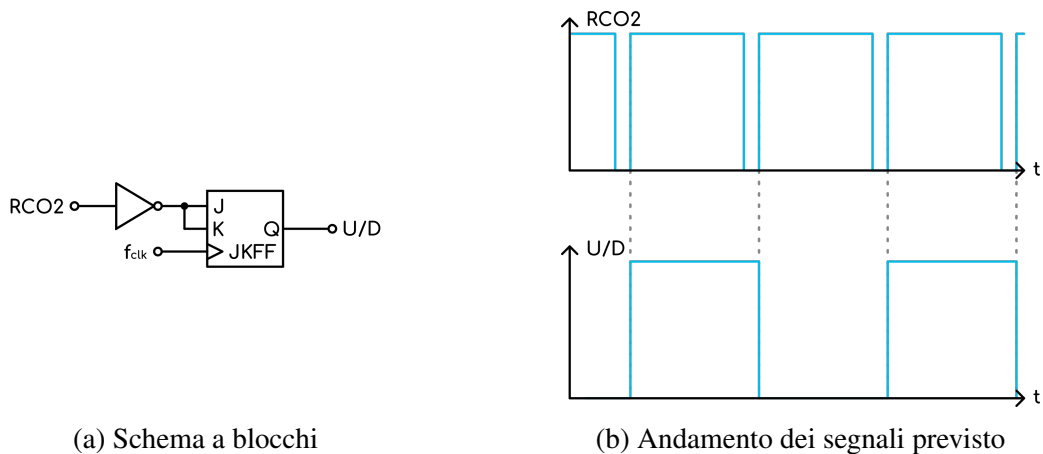 RCO2
J
K
Q
U/D
fclk
JKFF
(a) Schema a blocchi
RCO2
t
U/D
t
(b) Andamento dei segnali previsto